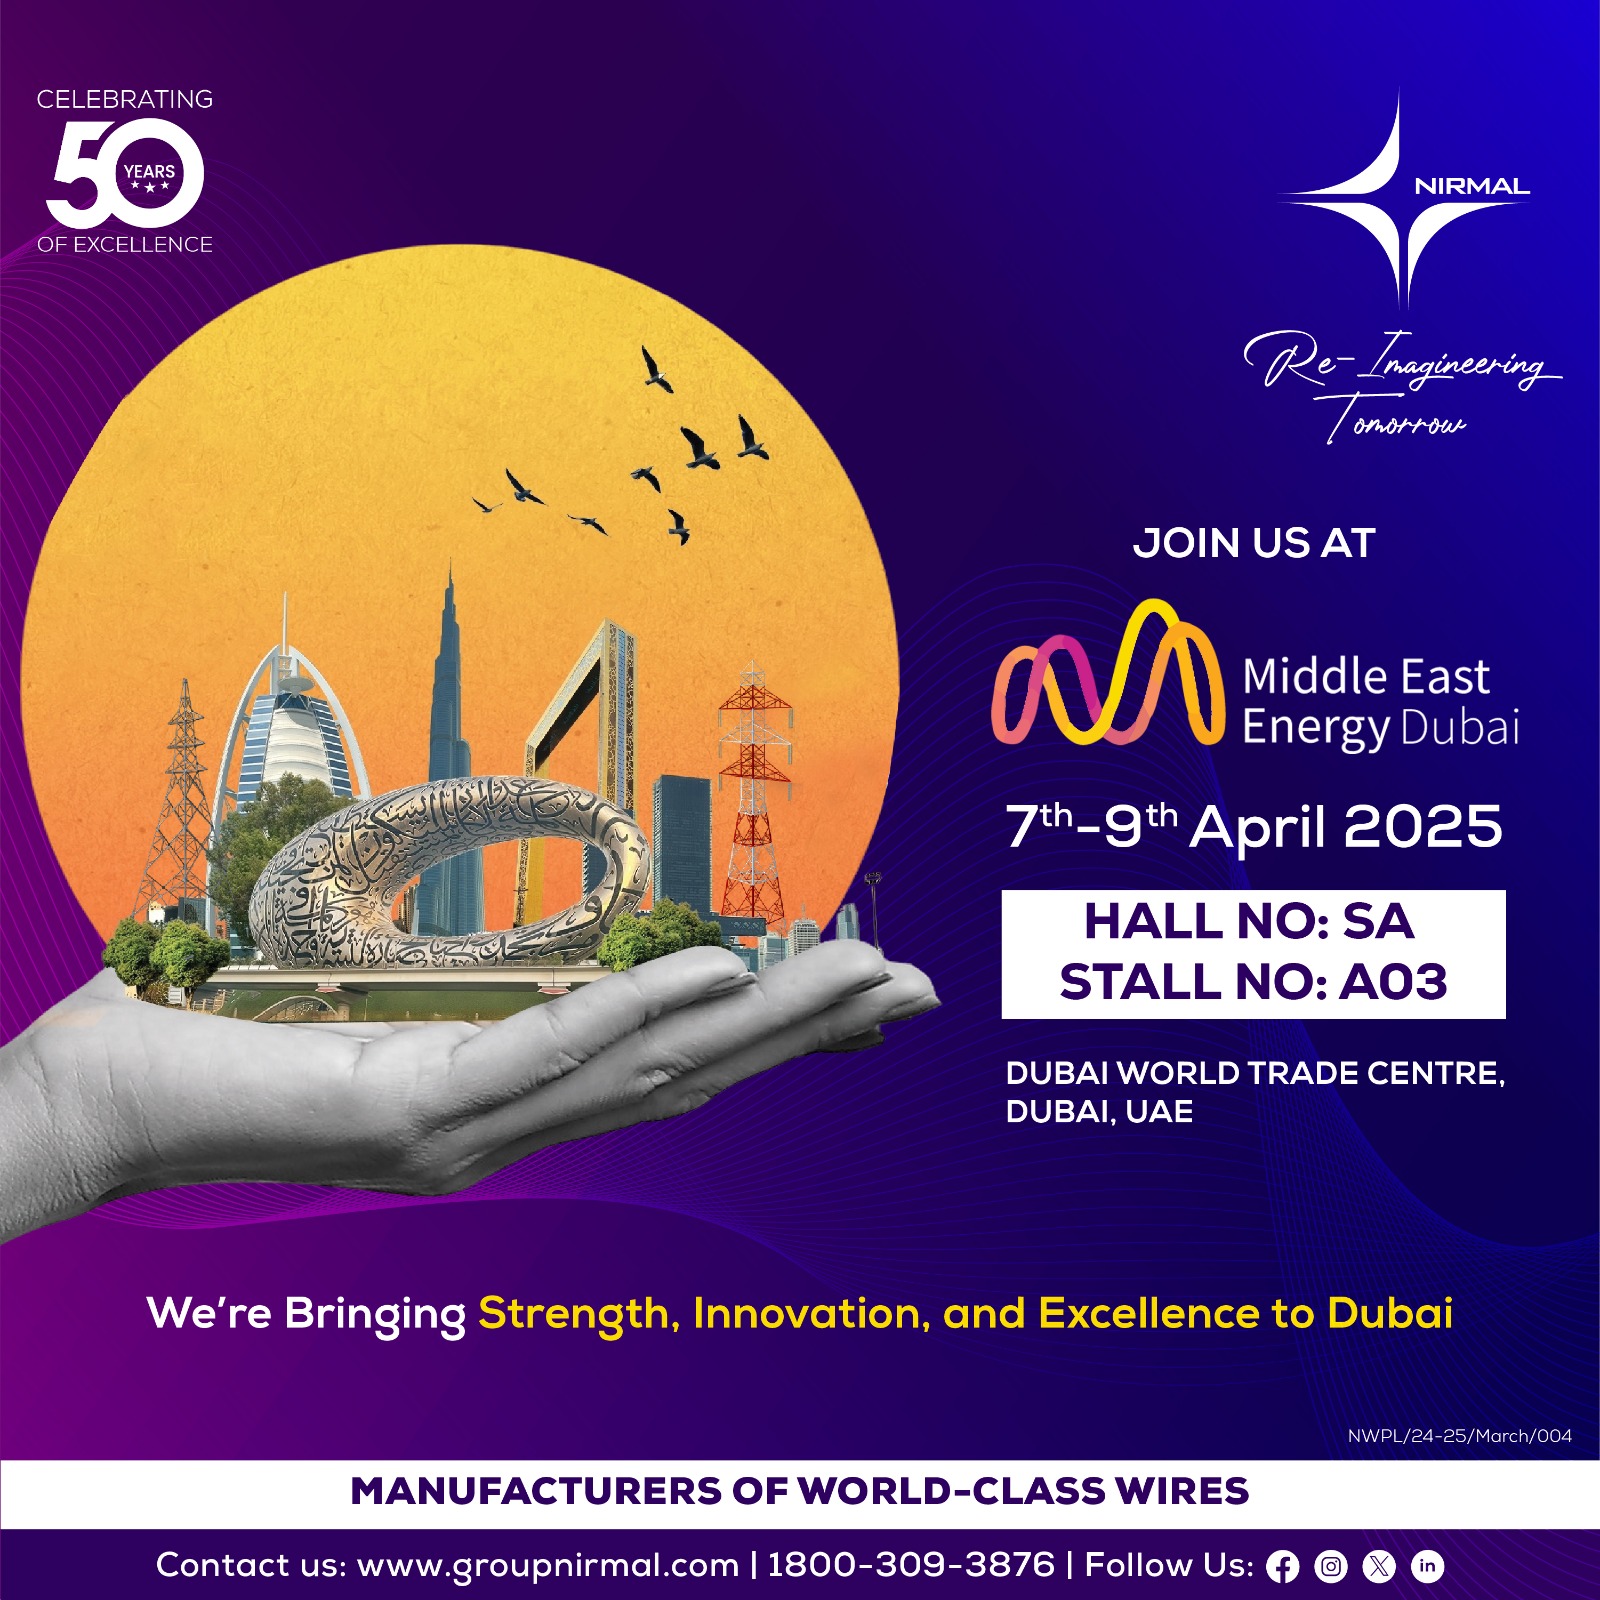 CELEBRATING
50
YEARS
OF EXCELLENCE
NIRMAL
Re-Imagineering
Tomorrow
JOIN US AT
Middle East
Energy Dubai
7th-9th April 2025
HALL NO: SA
STALL NO: A03
DUBAI WORLD TRADE CENTRE,
DUBAI, UAE
We're Bringing Strength, Innovation, and Excellence to Dubai
NWPL/24-25/March/004
MANUFACTURERS OF WORLD-CLASS WIRES
Contact us: www.groupnirmal.com | 1800-309-3876 | Follow Us: